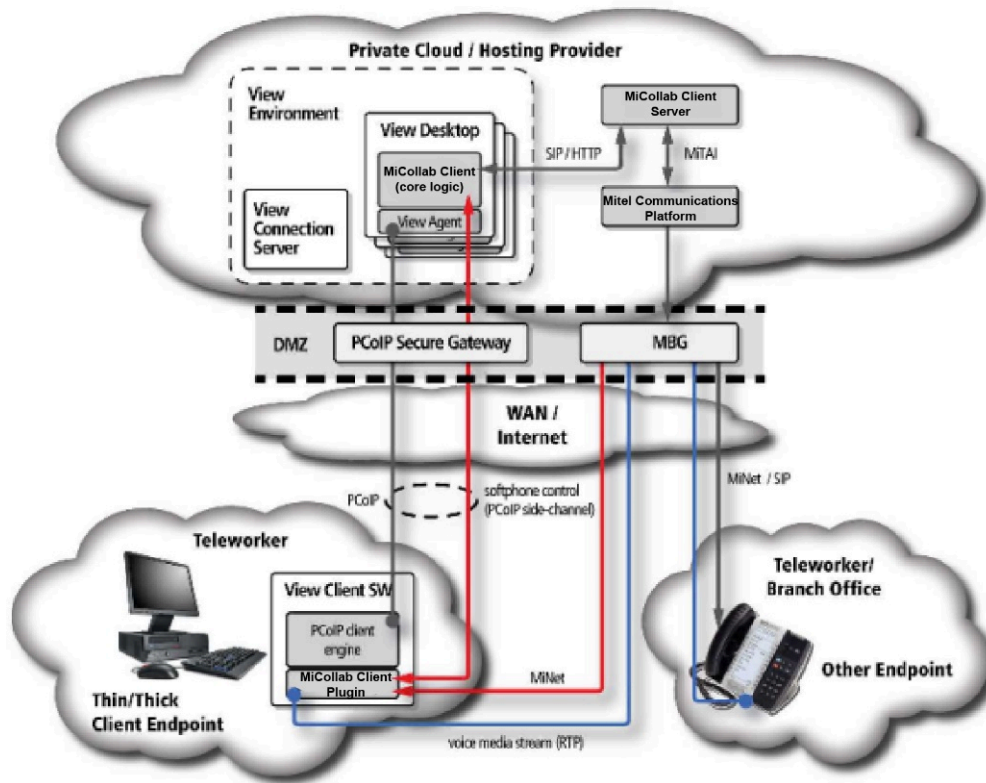 Private Cloud / Hosting Provider
View
Environment
View Desktop
MiCollab Client
(core logic)
View Agent
View
Connection
Server
SIP / HTTP
MiCollab Client
Server
MiTAI
Mitel Communications
Platform
DMZ
PCoIP Secure Gateway
MBG
WAN /
Internet
PCoIP
softphone control
(PCoIP side-channel)
MiNet / SIP
Teleworker
View Client SW
PCoIP client
engine
MiCollab Client
Plugin
Thin/Thick
Client Endpoint
MiNet
voice media stream (RTP)
Teleworker/
Branch Office
Other Endpoint